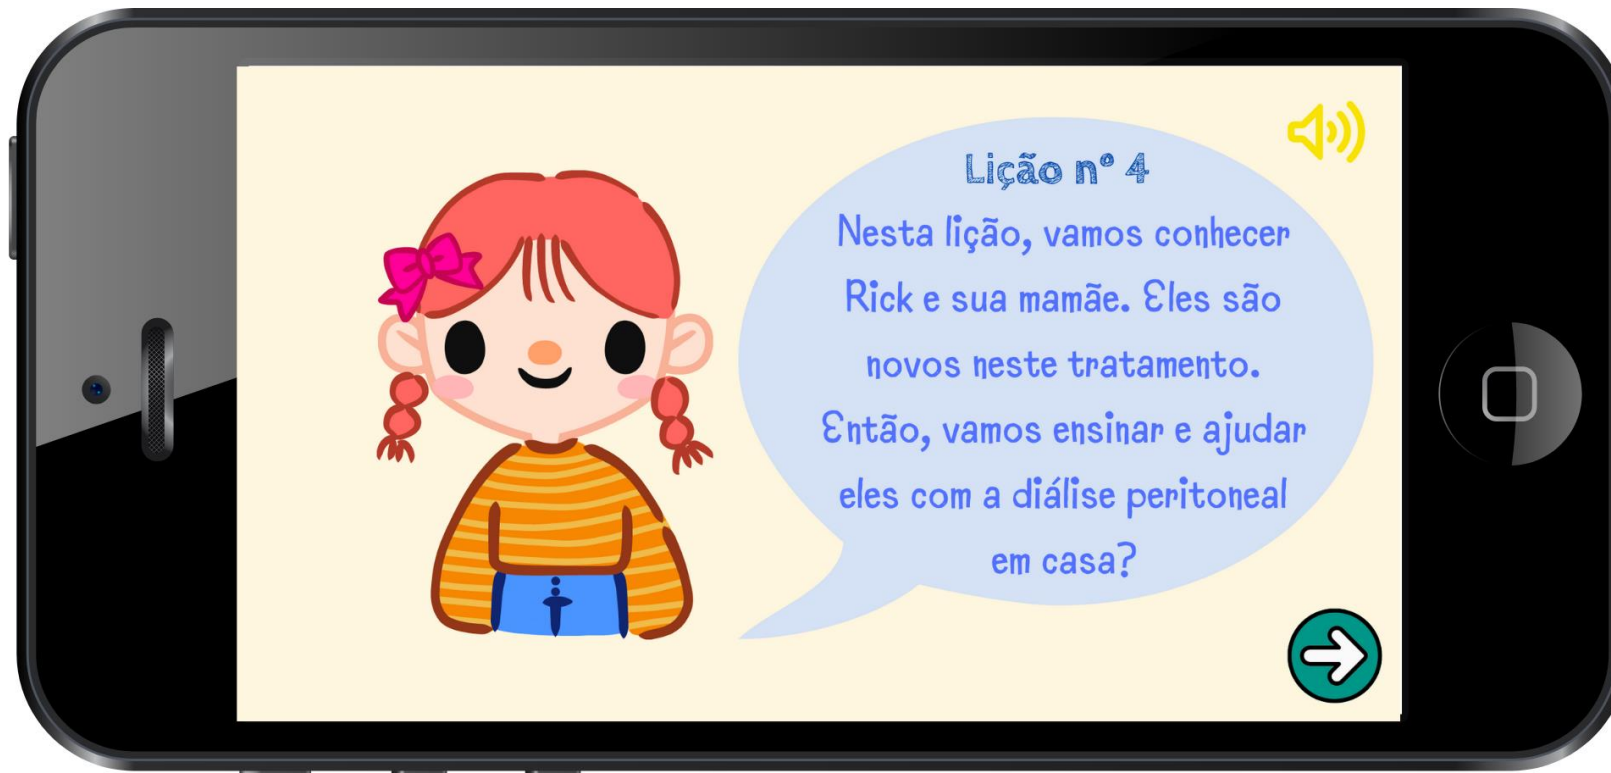 Lição nº 4
Nesta lição, vamos conhecer
Rick e sua mamãe. Eles são
novos neste tratamento.
Então, vamos ensinar e ajudar
eles com a diálise peritoneal
em casa?